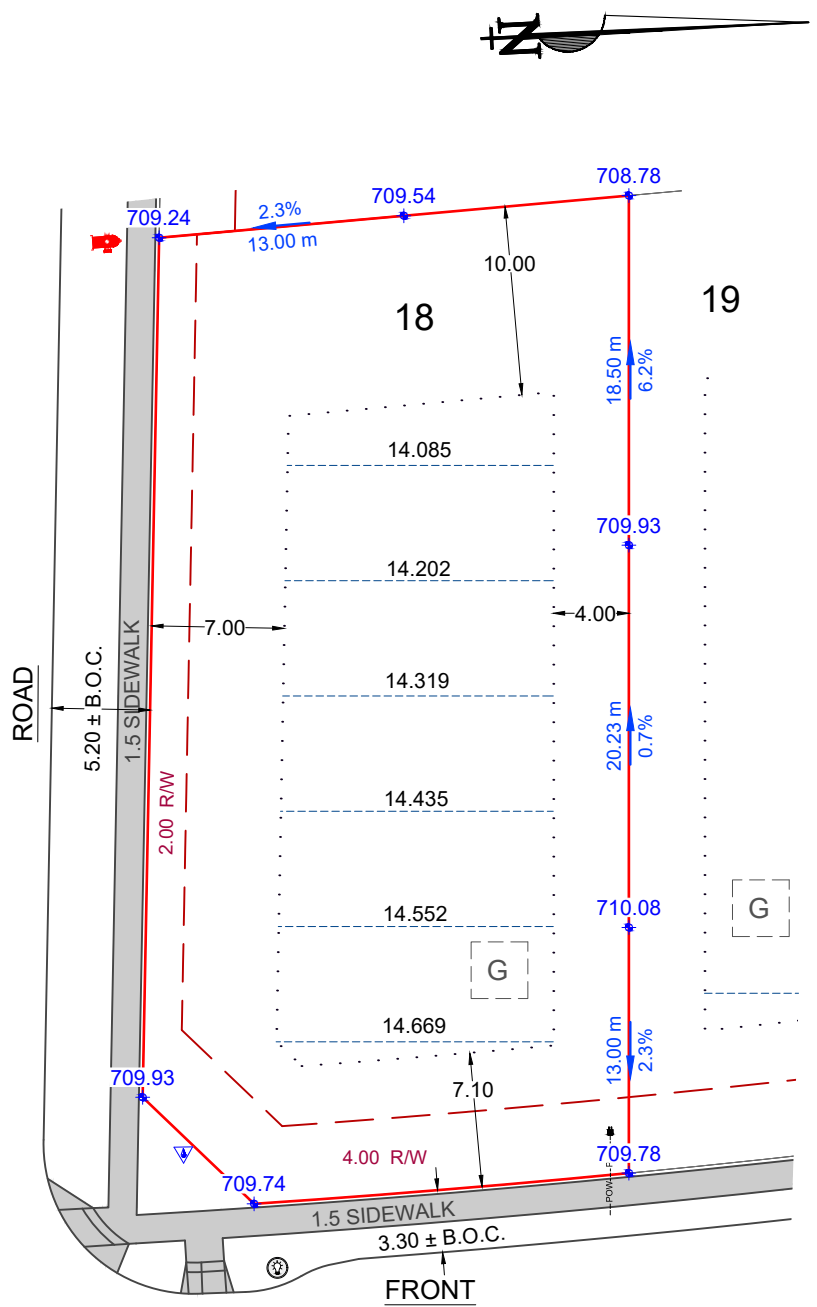 N
708.78
709.54
709.24
2.3%
13.00 m
10.00
18
19
18.50 m
6.2%
14.085
709.93
14.202
7.00
4.00
ROAD
5.20 ± B.O.C.
1.5 SIDEWALK
14.319
20.23 m
0.7%
2.00 R/W
14.435
14.552
710.08
G
G
14.669
13.00 m
2.3%
709.93
7.10
4.00 R/W
POW
F
709.78
709.74
1.5 SIDEWALK
3.30 ± B.O.C.
FRONT